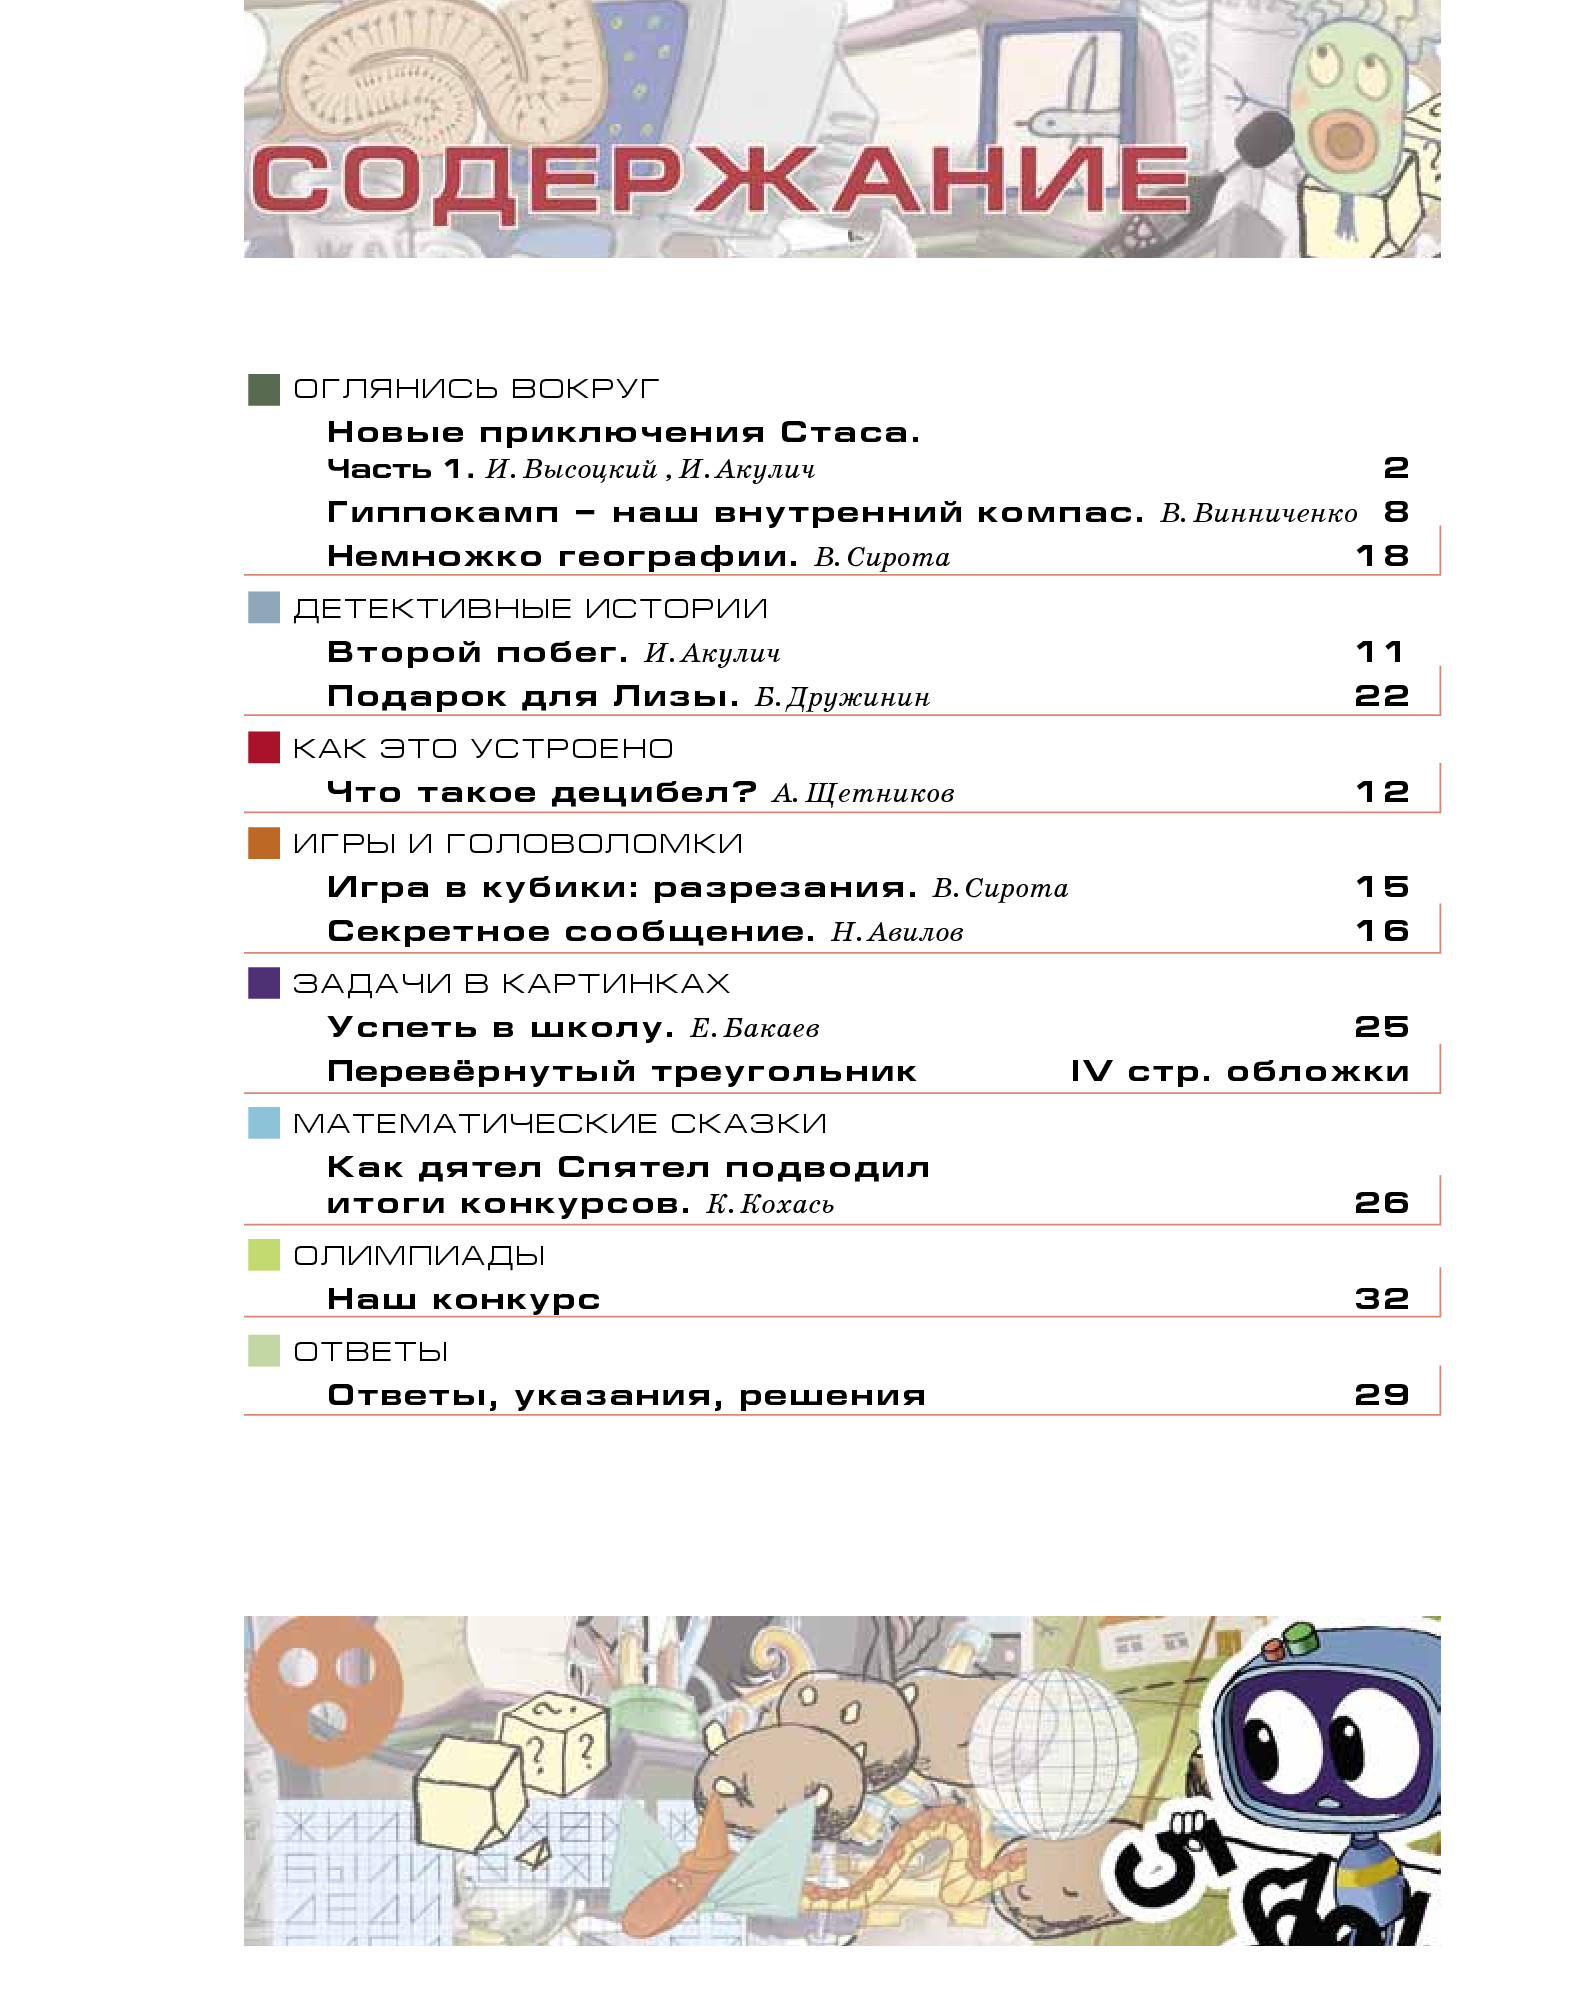 СОДЕРЖАНИЕ
ОГЛЯНИСЬ ВОКРУГ
Новые приключения Стаса.
Часть 1. И. Высоцкий , И. Акулич 2
Гиппокамп – наш внутренний компас. В. Винниченко 8
Немножко географии. В. Сирота 18
ДЕТЕКТИВНЫЕ ИСТОРИИ
Второй побег. И. Акулич 11
Подарок для Лизы. Б. Дружинин 22
КАК ЭТО УСТРОЕНО
Что такое децибел? А. Щетников 12
ИГРЫ И ГОЛОВОЛОМКИ
Игра в кубики: разрезания. В. Сирота 15
Секретное сообщение. Н. Авилов 16
ЗАДАЧИ В КАРТИНКАХ
Успеть в школу. Е. Бакаев 25
Перевёрнутый треугольник IV стр. обложки
МАТЕМАТИЧЕСКИЕ СКАЗКИ
Как дятел Спятел подводил
итоги конкурсов. К. Кохась 26
ОЛИМПИАДЫ
Наш конкурс 32
ОТВЕТЫ
Ответы, указания, решения 29
? ? ?
БЫЛИ
ДЕДИ